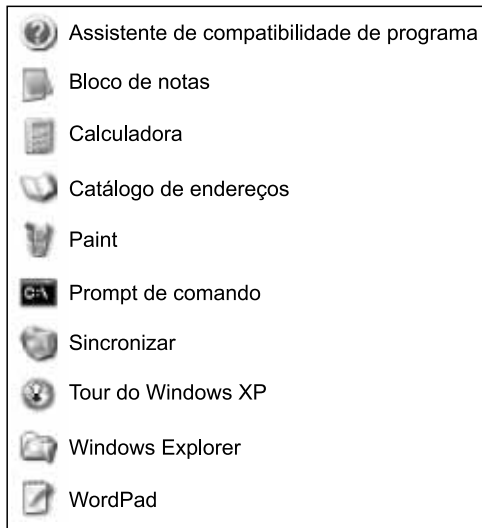 Assistente de compatibilidade de programa
Bloco de notas
Calculadora
Catálogo de endereços
Paint
C:\ Prompt de comando
Sincronizar
Tour do Windows XP
Windows Explorer
WordPad